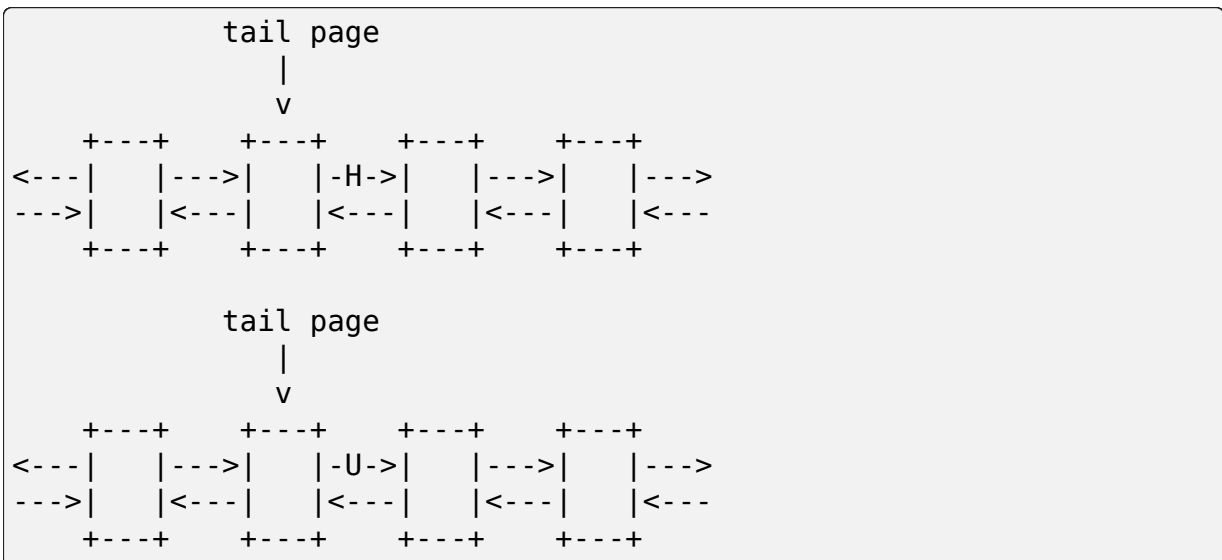 tail page
                 |
                 v
     +---+     +---+     +---+     +---+
<---|    |--->|    |-H->|    |--->|    |--->
--->|    |<---|    |<---|    |<---|    |<---
     +---+     +---+     +---+     +---+

              tail page
                 |
                 v
     +---+     +---+     +---+     +---+
<---|    |--->|    |-U->|    |--->|    |--->
--->|    |<---|    |<---|    |<---|    |<---
     +---+     +---+     +---+     +---+